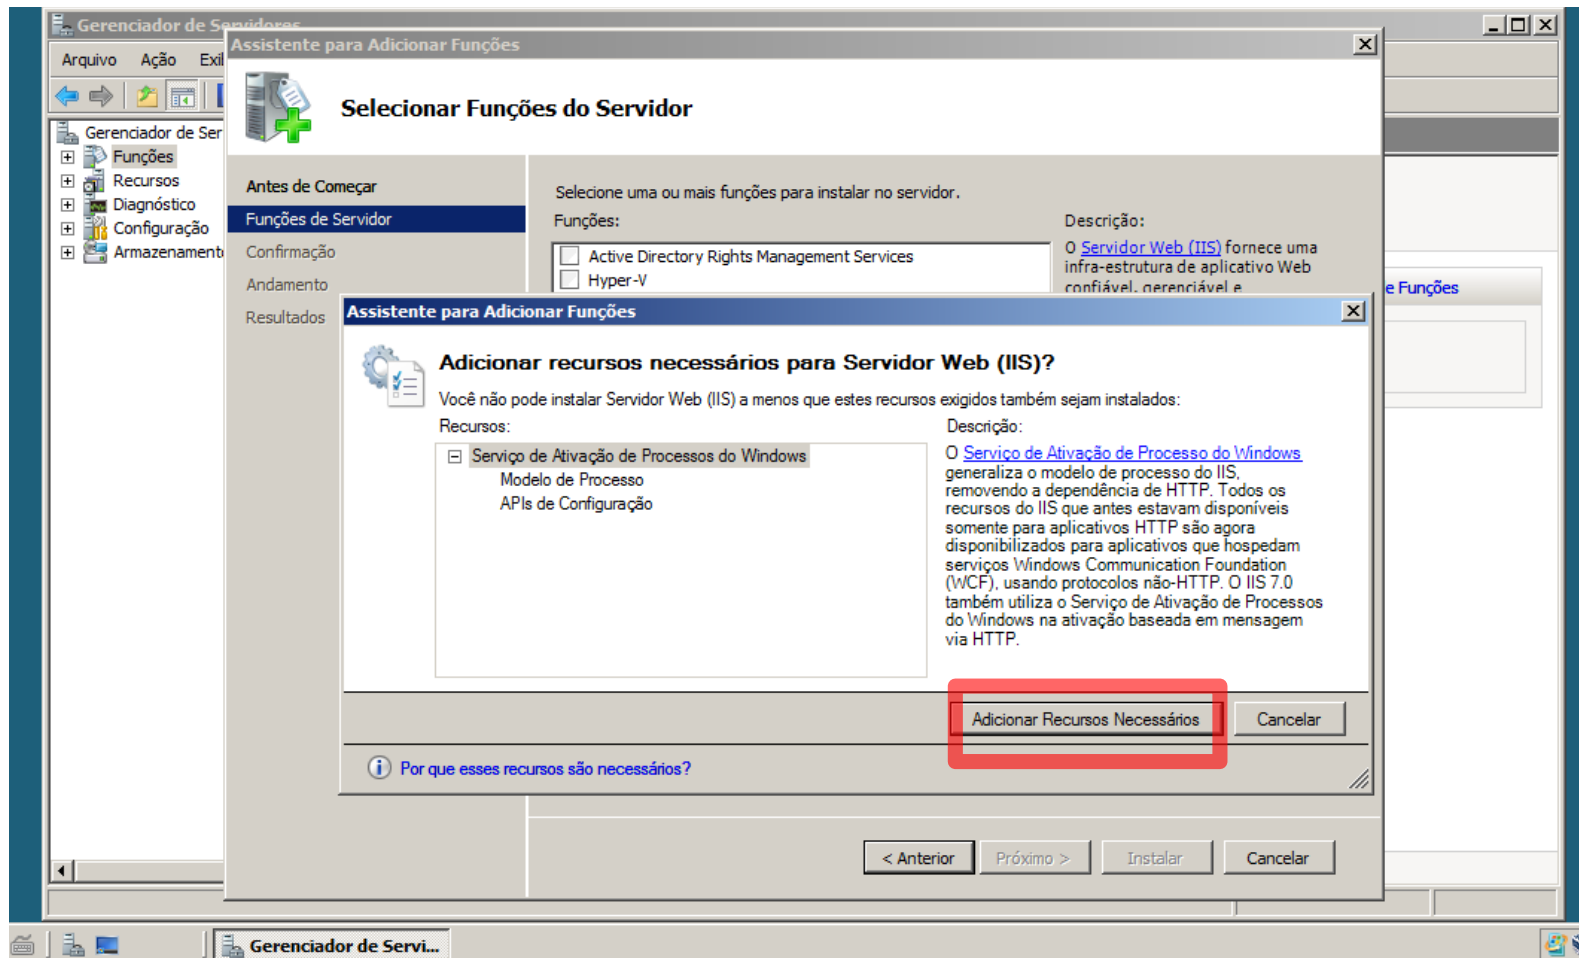 Gerenciador de Servidores
Assistente para Adicionar Funções
Arquivo Ação
Selecionar Funções do Servidor
Gerenciador de Ser
Funções
Recursos
Diagnóstico
Configuração
Armazenament
Antes de Começar
Funções de Servidor
Confirmação
Andamento
Resultados
Selecione uma ou mais funções para instalar no servidor.
Funções:
Active Directory Rights Management Services
Hyper-V
Descrição:
O Servidor Web (IIS) fornece uma
infra-estrutura de aplicativo Web
confiável, gerenciável e
e Funções
Assistente para Adicionar Funções
Adicionar recursos necessários para Servidor Web (IIS)?
Você não pode instalar Servidor Web (IIS) a menos que estes recursos exigidos também sejam instalados:
Recursos:
Serviço de Ativação de Processos do Windows
Modelo de Processo
APIs de Configuração
Descrição:
O Serviço de Ativação de Processo do Windows
generaliza o modelo de processo do IIS,
removendo a dependência de HTTP. Todos os
recursos do IIS que antes estavam disponíveis
somente para aplicativos HTTP são agora
disponibilizados para aplicativos que hospedam
serviços Windows Communication Foundation
(WCF), usando protocolos não-HTTP. O IIS 7.0
também utiliza o Serviço de Ativação de Processos
do Windows na ativação baseada em mensagem
via HTTP.
Adicionar Recursos Necessários
Cancelar
Por que esses recursos são necessários?
< Anterior
Próximo >
Instalar
Cancelar
Gerenciador de Servi...